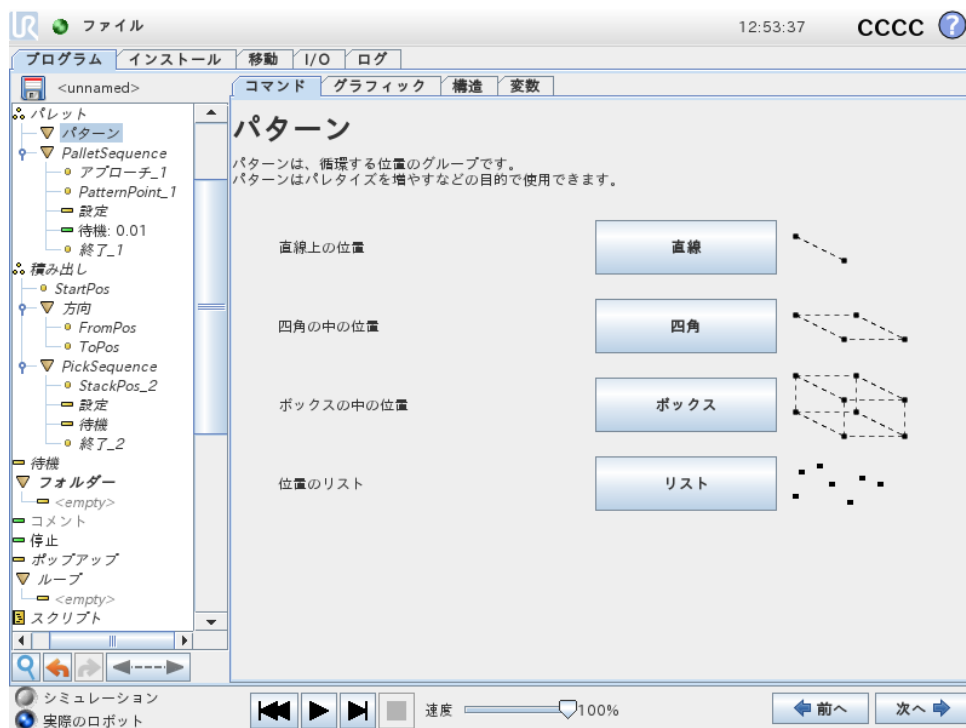 UR ファイル 12:53:37 CCCC ?
プログラム インストール 移動 I/O ログ
<unnamed>
コマンド グラフィック 構造 変数
パレット
パターン
PalletSequence
アプローチ_1
PatternPoint_1
設定
待機: 0.01
終了_1
積み出し
StartPos
方向
FromPos
ToPos
PickSequence
StackPos_2
設定
待機
終了_2
待機
フォルダー
<empty>
コメント
停止
ポップアップ
ループ
<empty>
スクリプト
パターン
パターンは、循環する位置のグループです。
パターンはパレタイズを増やすなどの目的で使用できます。
直線上の位置 直線
四角の中の位置 四角
ボックスの中の位置 ボックス
位置のリスト リスト
シミュレーション
実際のロボット
速度 100%
前へ 次へ